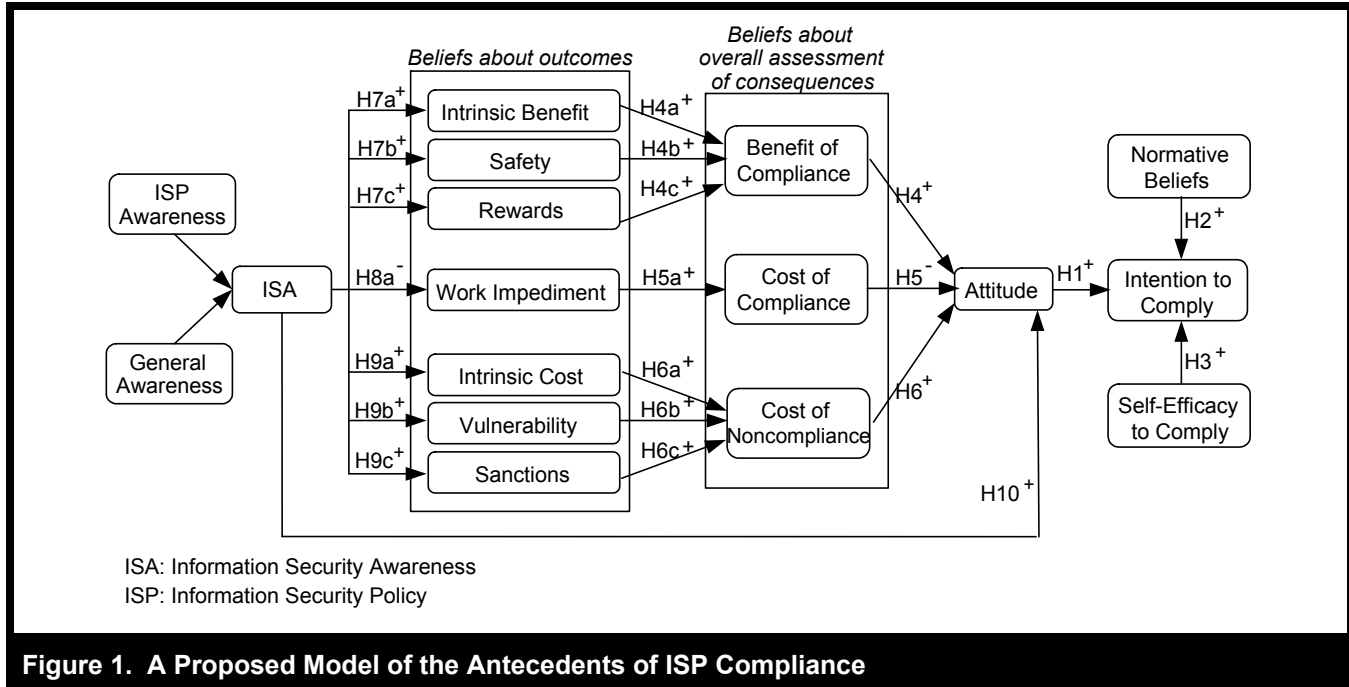 Beliefs about outcomes
Beliefs about
overall assessment
of consequences
ISP
Awareness
General
Awareness
ISA
H7a+
H7b+
H7c+
H8a-
H9a+
H9b+
H9c+
Intrinsic Benefit
Safety
Rewards
Work Impediment
Intrinsic Cost
Vulnerability
Sanctions
H4a+
H4b+
H4c+
H5a+
H6a+
H6b+
H6c+
Benefit of
Compliance
Cost of
Compliance
Cost of
Noncompliance
H4+
H5-
H6+
H10+
Attitude
H1+
Normative
Beliefs
H2+
Intention to
Comply
H3+
Self-Efficacy
to Comply
ISA: Information Security Awareness
ISP: Information Security Policy
Figure 1. A Proposed Model of the Antecedents of ISP Compliance